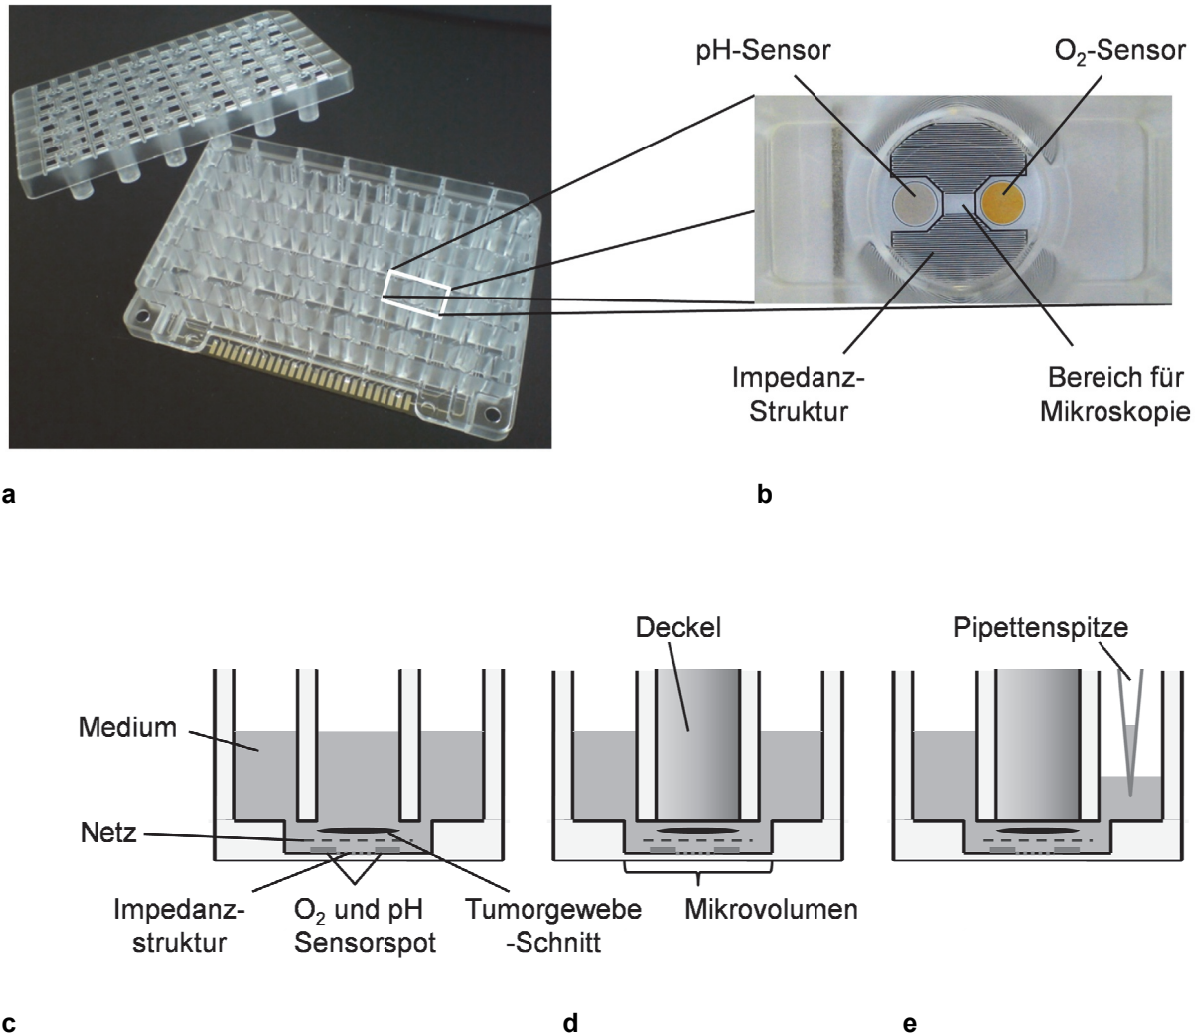 pH-Sensor
O₂-Sensor
Impedanz-
Struktur
Bereich für
Mikroskopie
a
b
Deckel
Pipettenspitze
Medium
Netz
Impedanz-
struktur
O₂ und pH
Sensorspot
Tumorgewebe
-Schnitt
Mikrovolumen
c
d
e